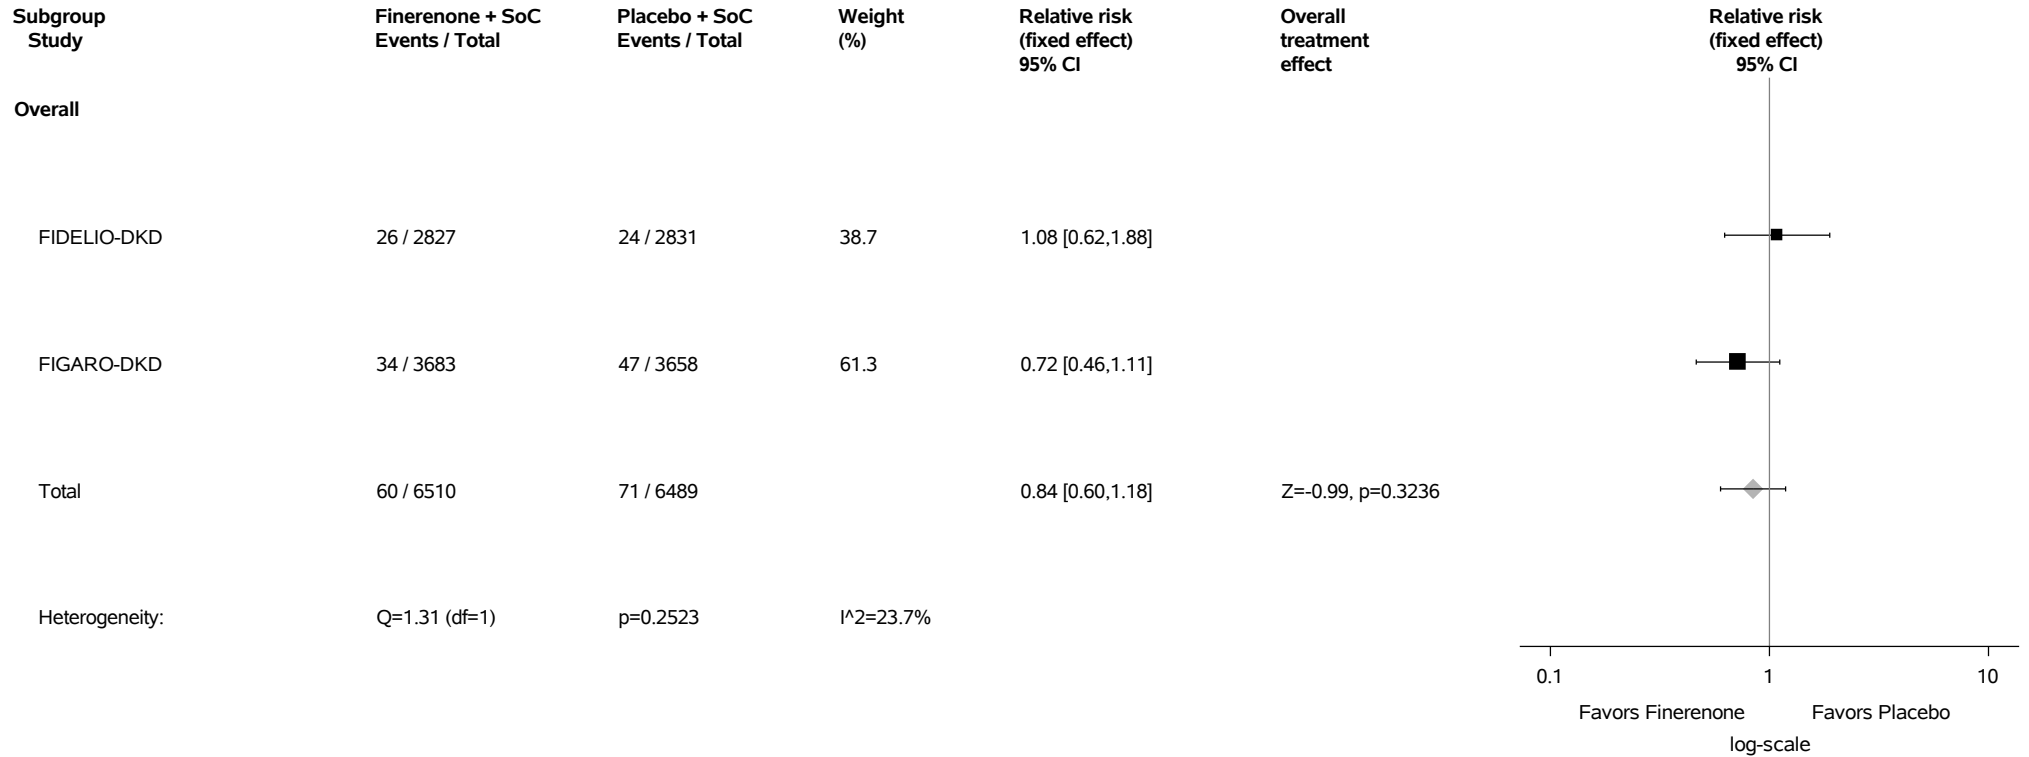 Subgroup Finerenone + SoC Placebo + SoC Weight Relative risk Overall Relative risk
Study Events / Total Events / Total (%) (fixed effect) treatment (fixed effect)
95% CI effect 95% CI
Overall
FIDELIO-DKD 26 / 2827 24 / 2831 38.7 1.08 [0.62,1.88]
FIGARO-DKD 34 / 3683 47 / 3658 61.3 0.72 [0.46,1.11]
Total 60 / 6510 71 / 6489 0.84 [0.60,1.18] Z=-0.99, p=0.3236
Heterogeneity: Q=1.31 (df=1) p=0.2523 I^2=23.7%
0.1 1 10
Favors Finerenone Favors Placebo
log-scale